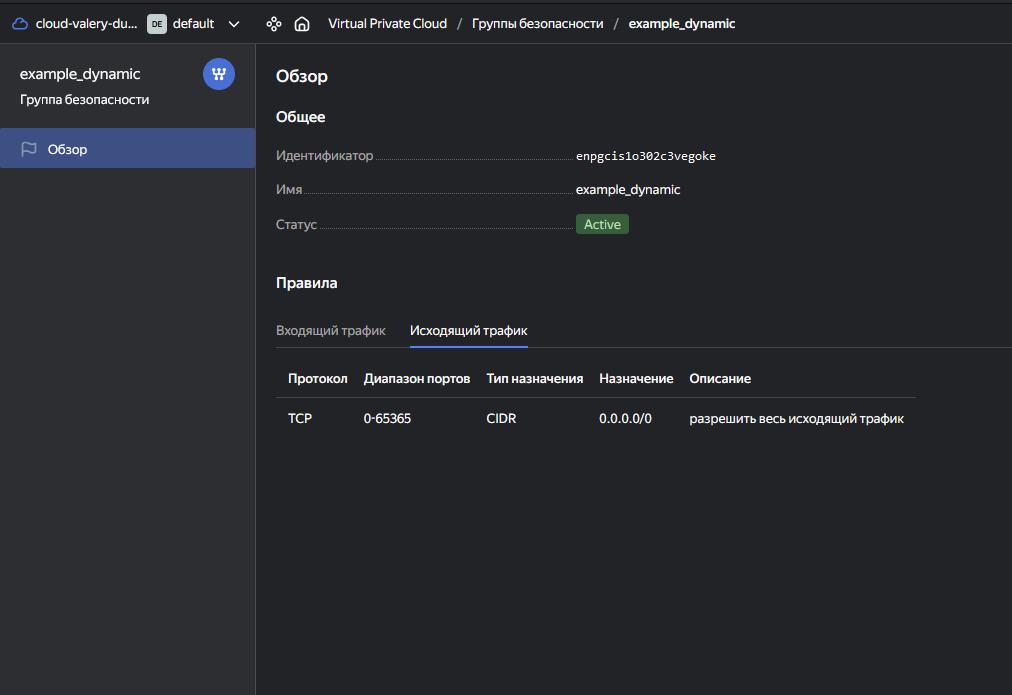 cloud-valery-du... DE default Virtual Private Cloud / Группы безопасности / example_dynamic
example_dynamic
Группа безопасности
Обзор
Обзор
Общее
Идентификатор enpgcis1o302c3vegoke
Имя example_dynamic
Статус Active
Правила
Входящий трафик Исходящий трафик
Протокол Диапазон портов Тип назначения Назначение Описание
TCP 0-65365 CIDR 0.0.0.0/0 разрешить весь исходящий трафик